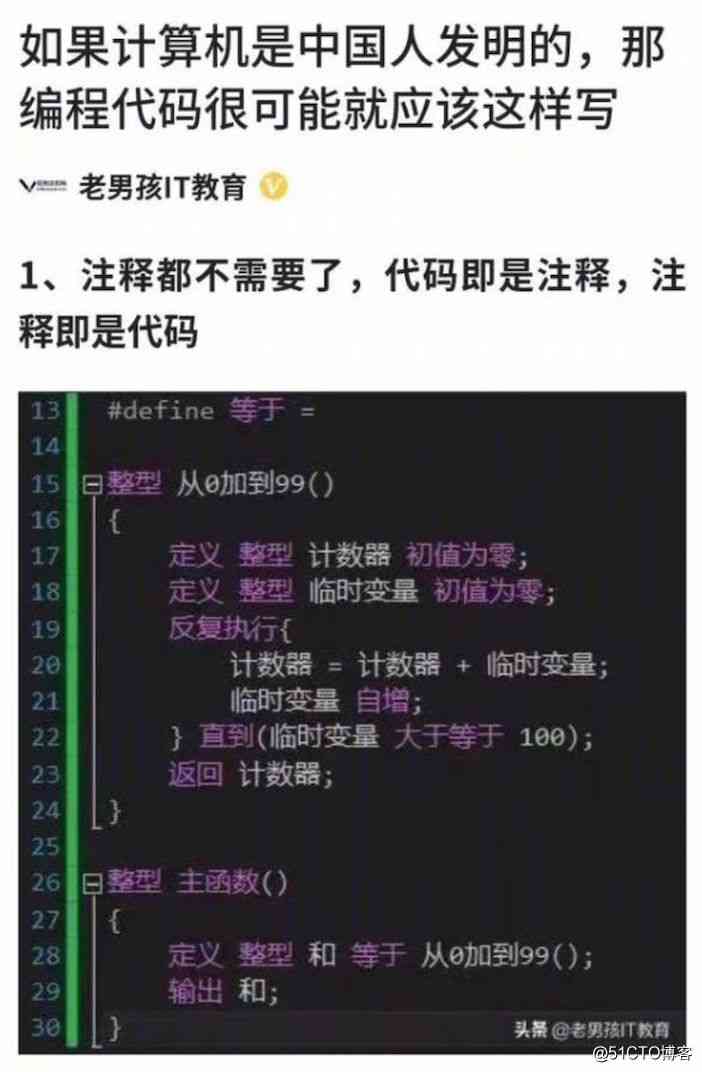 如果计算机是中国人发明的，那
编程代码很可能就应该这样写
老男孩IT教育
1、注释都不需要了，代码即是注释，注
释即是代码
13 #define 等于 =
14
15 整型 从0加到99()
16 {
17 定义 整型 计数器 初值为零;
18 定义 整型 临时变量 初值为零;
19 反复执行{
20 计数器 = 计数器 + 临时变量;
21 临时变量 自增;
22 } 直到(临时变量 大于等于 100);
23 返回 计数器;
24 }
25
26 整型 主函数()
27 {
28 定义 整型 和 等于 从0加到99();
29 输出 和;
30 }
头条 @老男孩IT教育
@51CTO博客